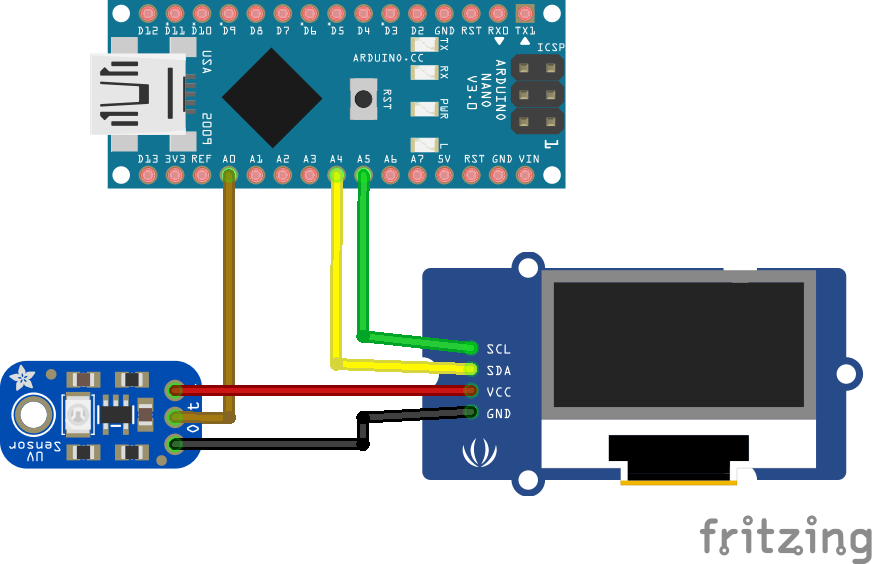 D12 D11 D10 D9 D8 D7 D6 D5 D4 D3 D2 GND RST RX0 TX1
ICSP
ARDUINO.CC
TX
RX
PWR
L
RST
USA
2009
ARDUINO
NANO
V3.0
1
D13 3V3 REF A0 A1 A2 A3 A4 A5 A6 A7 5V RST GND VIN
SCL
SDA
VCC
GND
UV
Sensor
fritzing